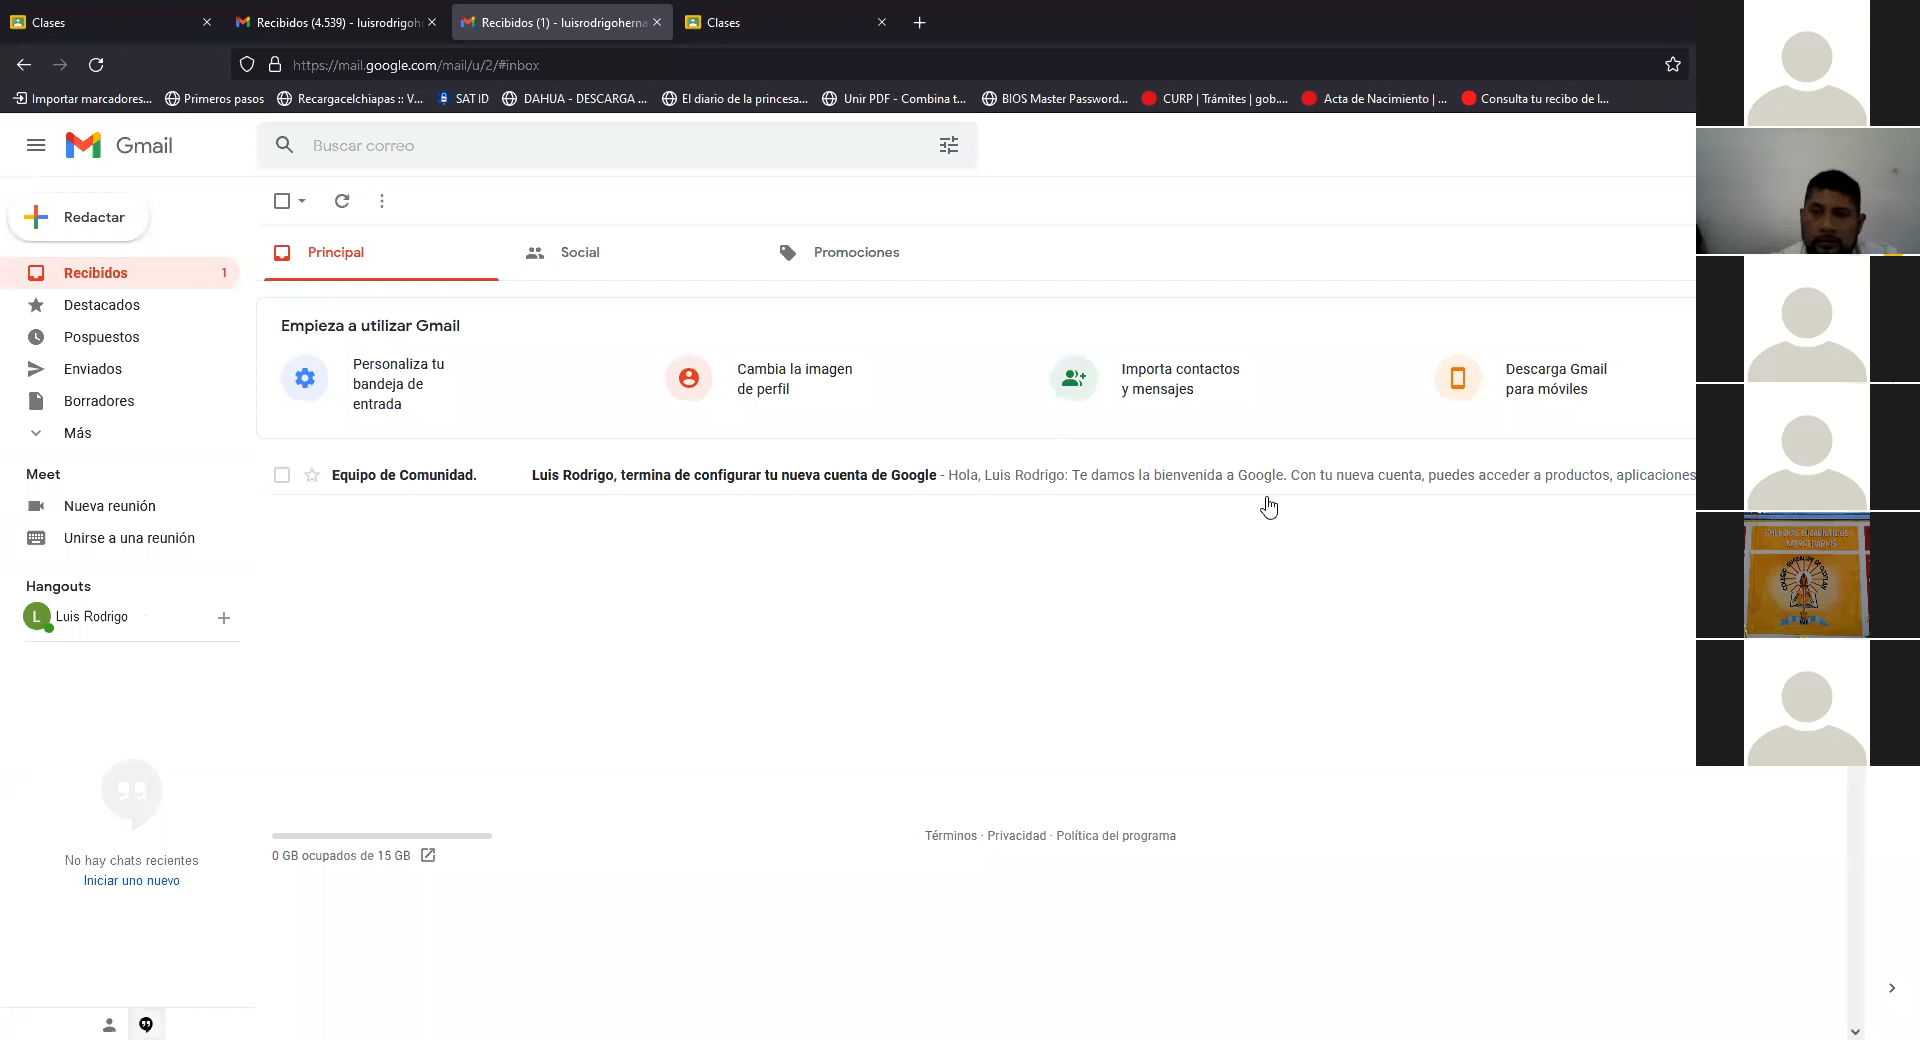 Clases
Recibidos (4.539) - luisrodrigoh
Recibidos (1) - luisrodrigoherna
Clases
https://mail.google.com/mail/u/2/#inbox
Importar marcadores...
Primeros pasos
Recargacelchiapas :: V...
SAT ID
DAHUA - DESCARGA ...
El diario de la princesa...
Unir PDF - Combina t...
BIOS Master Password...
CURP | Trámites | gob....
Acta de Nacimiento | ...
Consulta tu recibo de l...
Gmail
Buscar correo
Redactar
Recibidos 1
Destacados
Pospuestos
Enviados
Borradores
Más
Meet
Nueva reunión
Unirse a una reunión
Hangouts
L Luis Rodrigo
No hay chats recientes
Iniciar uno nuevo
Principal
Social
Promociones
Empieza a utilizar Gmail
Personaliza tu
bandeja de
entrada
Cambia la imagen
de perfil
Importa contactos
y mensajes
Descarga Gmail
para móviles
Equipo de Comunidad. Luis Rodrigo, termina de configurar tu nueva cuenta de Google - Hola, Luis Rodrigo: Te damos la bienvenida a Google. Con tu nueva cuenta, puedes acceder a productos, aplicaciones
0 GB ocupados de 15 GB
Términos · Privacidad · Política del programa
COLEGIOS EUCARISTICOS
MERCEDARIOS